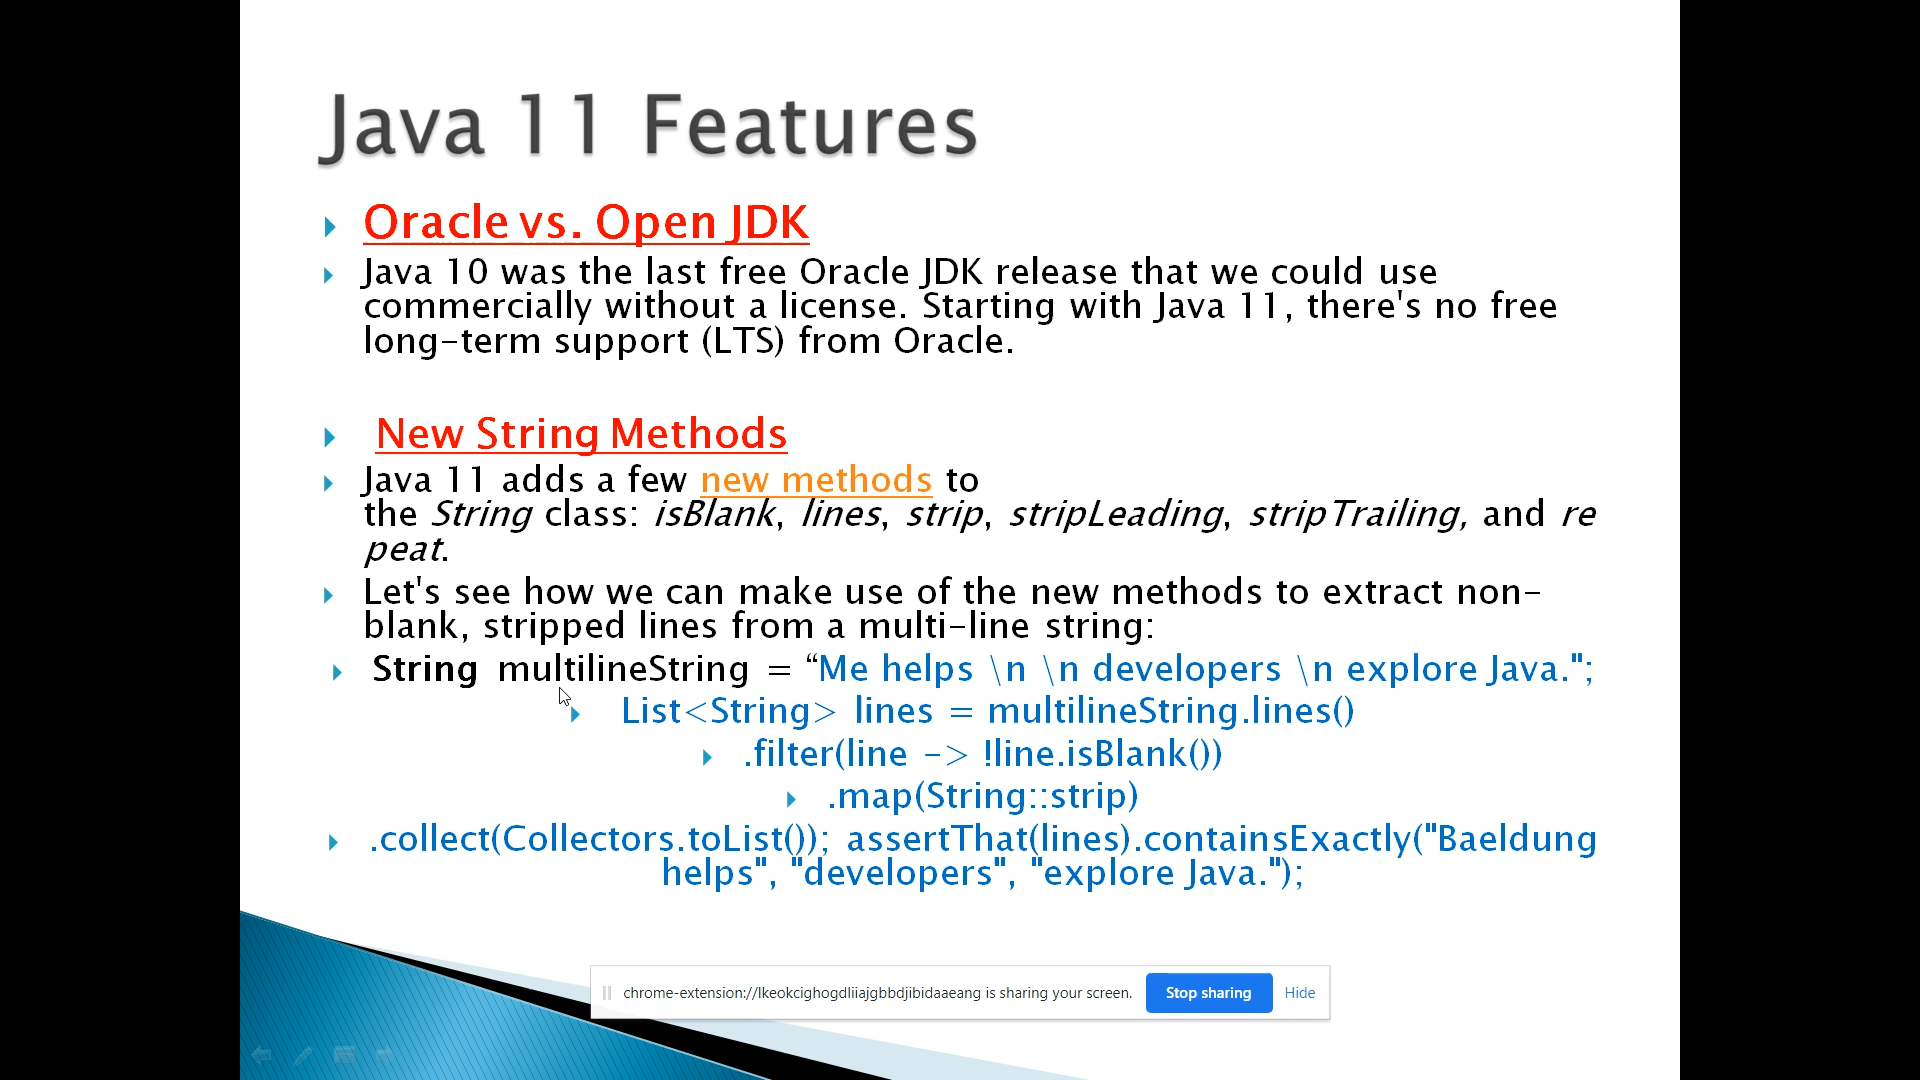 Java 11 Features
Oracle vs. Open JDK
Java 10 was the last free Oracle JDK release that we could use
commercially without a license. Starting with Java 11, there's no free
long-term support (LTS) from Oracle.
New String Methods
Java 11 adds a few new methods to
the String class: isBlank, lines, strip, stripLeading, stripTrailing, and re
peat.
Let's see how we can make use of the new methods to extract non-
blank, stripped lines from a multi-line string:
String multilineString = “Me helps \n \n developers \n explore Java.";
List<String> lines = multilineString.lines()
.filter(line -> !line.isBlank())
.map(String::strip)
.collect(Collectors.toList()); assertThat(lines).containsExactly("Baeldung
helps", "developers", "explore Java.");
chrome-extension://lkeokcighogdliiajgbbdjibidaaeang is sharing your screen. Stop sharing Hide